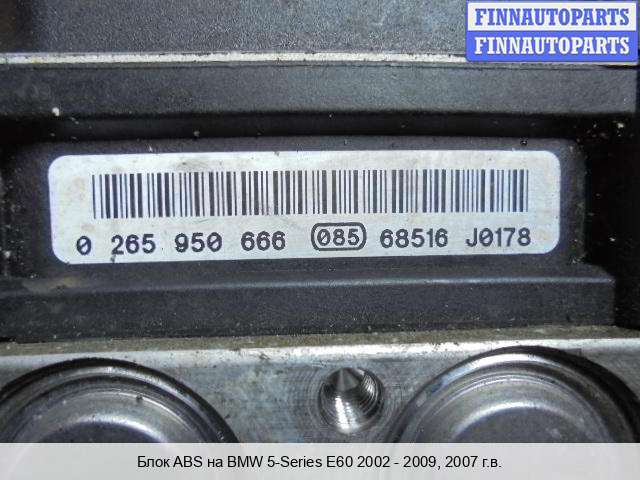 FINNAUTOPARTS
FINNAUTOPARTS
0 265 950 666 085 68516 J0178
Блок ABS на BMW 5-Series E60 2002 - 2009, 2007 г.в.